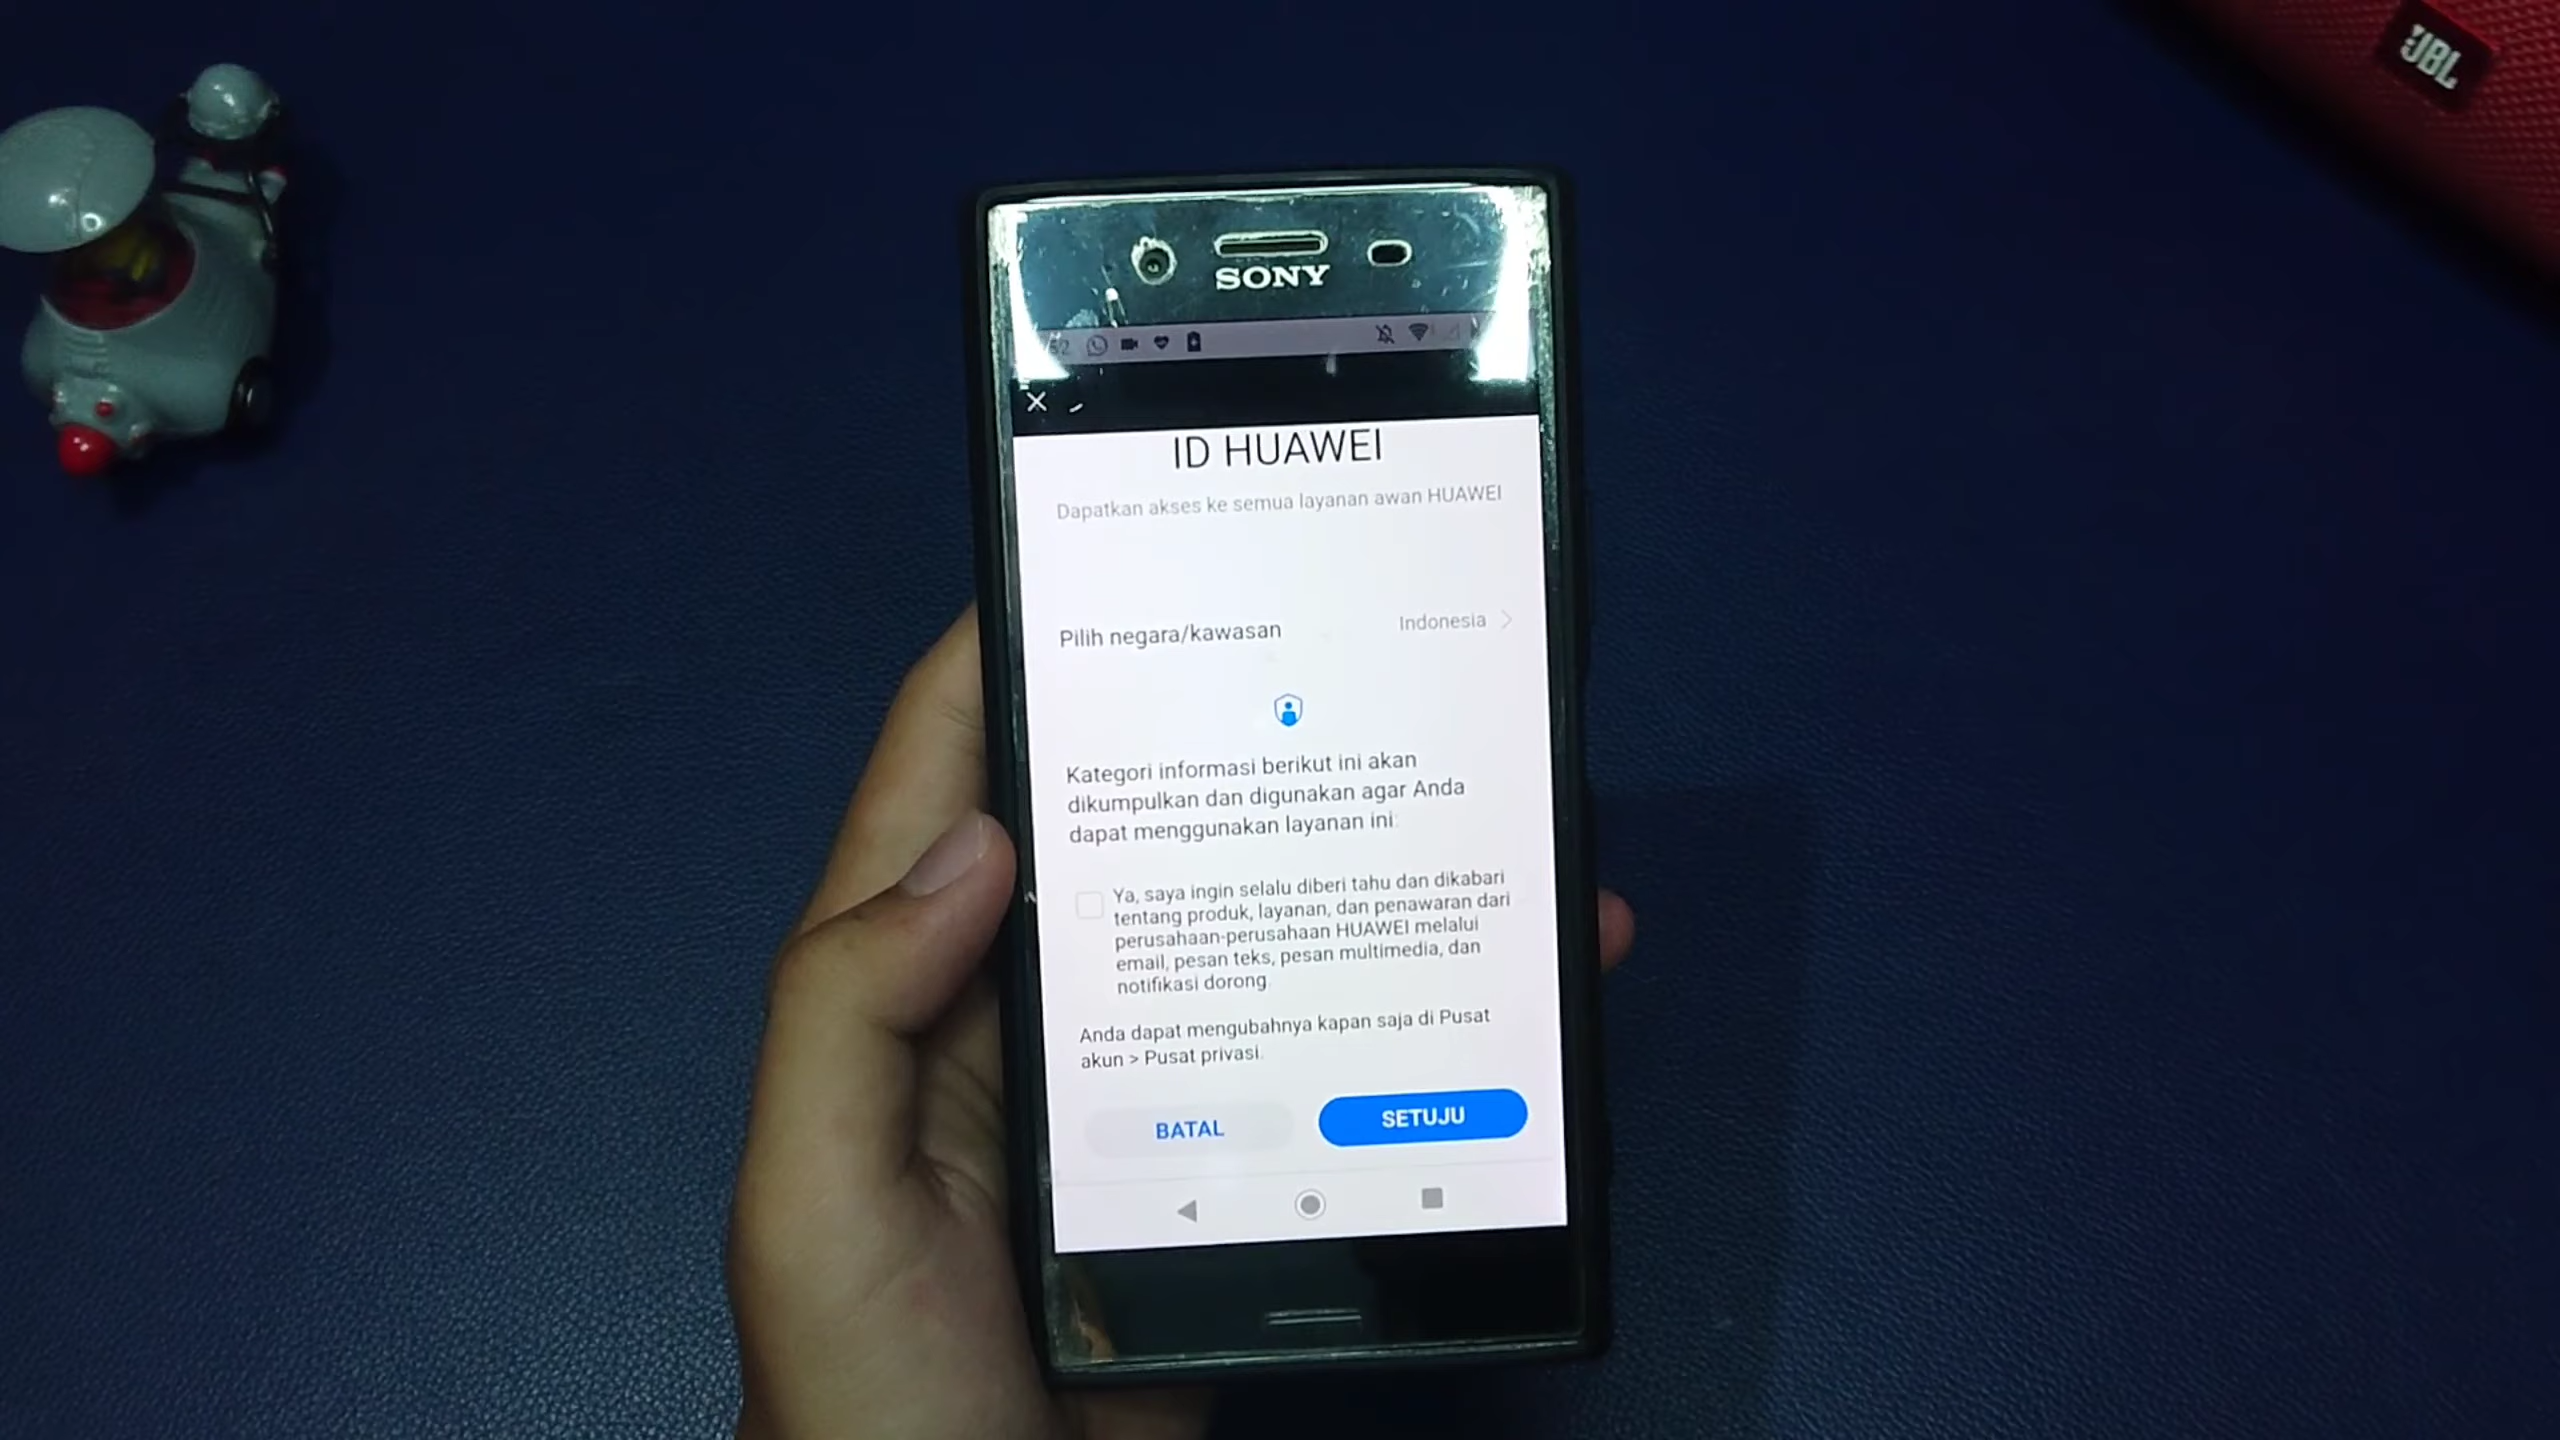 JBL
SONY
52
ID HUAWEI
Dapatkan akses ke semua layanan awan HUAWEI
Pilih negara/kawasan Indonesia
Kategori informasi berikut ini akan
dikumpulkan dan digunakan agar Anda
dapat menggunakan layanan ini:
Ya, saya ingin selalu diberi tahu dan dikabari
tentang produk, layanan, dan penawaran dari
perusahaan-perusahaan HUAWEI melalui
email, pesan teks, pesan multimedia, dan
notifikasi dorong.
Anda dapat mengubahnya kapan saja di Pusat
akun > Pusat privasi.
BATAL SETUJU